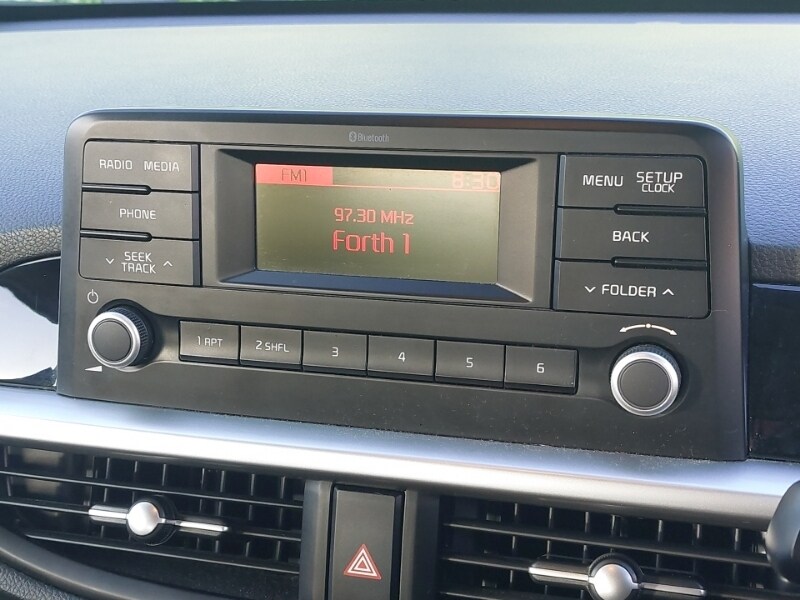 Bluetooth
RADIO MEDIA
PHONE
SEEK
TRACK
FM1 8:30
97.30 MHz
Forth 1
MENU SETUP
CLOCK
BACK
FOLDER
1 RPT 2 SHFL 3 4 5 6